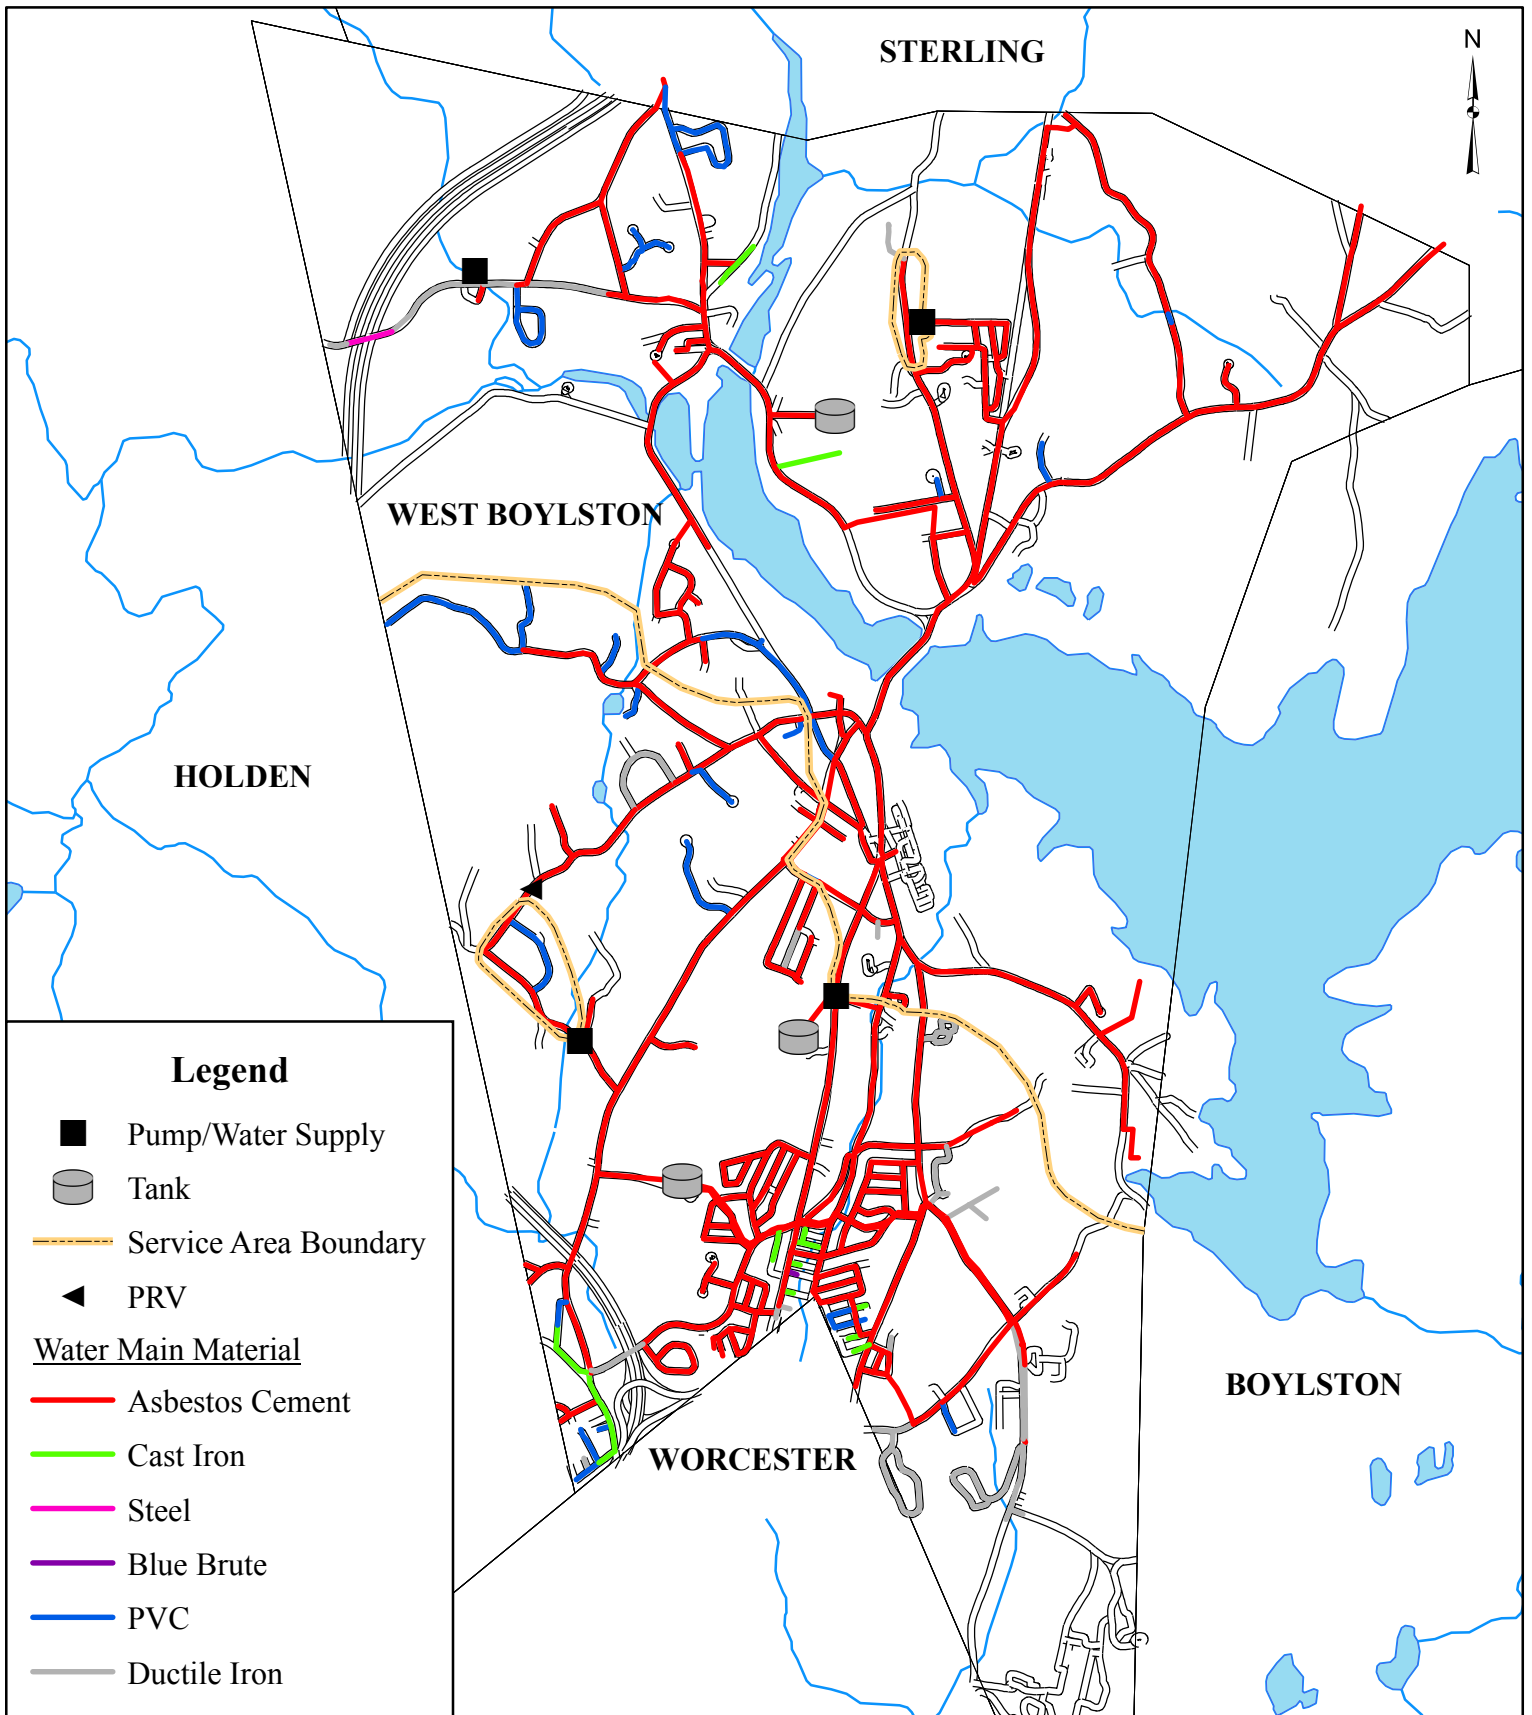 STERLING
N
WEST BOYLSTON
HOLDEN
Legend
Pump/Water Supply
Tank
Service Area Boundary
PRV
Water Main Material
Asbestos Cement
Cast Iron
Steel
Blue Brute
PVC
Ductile Iron
WORCESTER
BOYLSTON